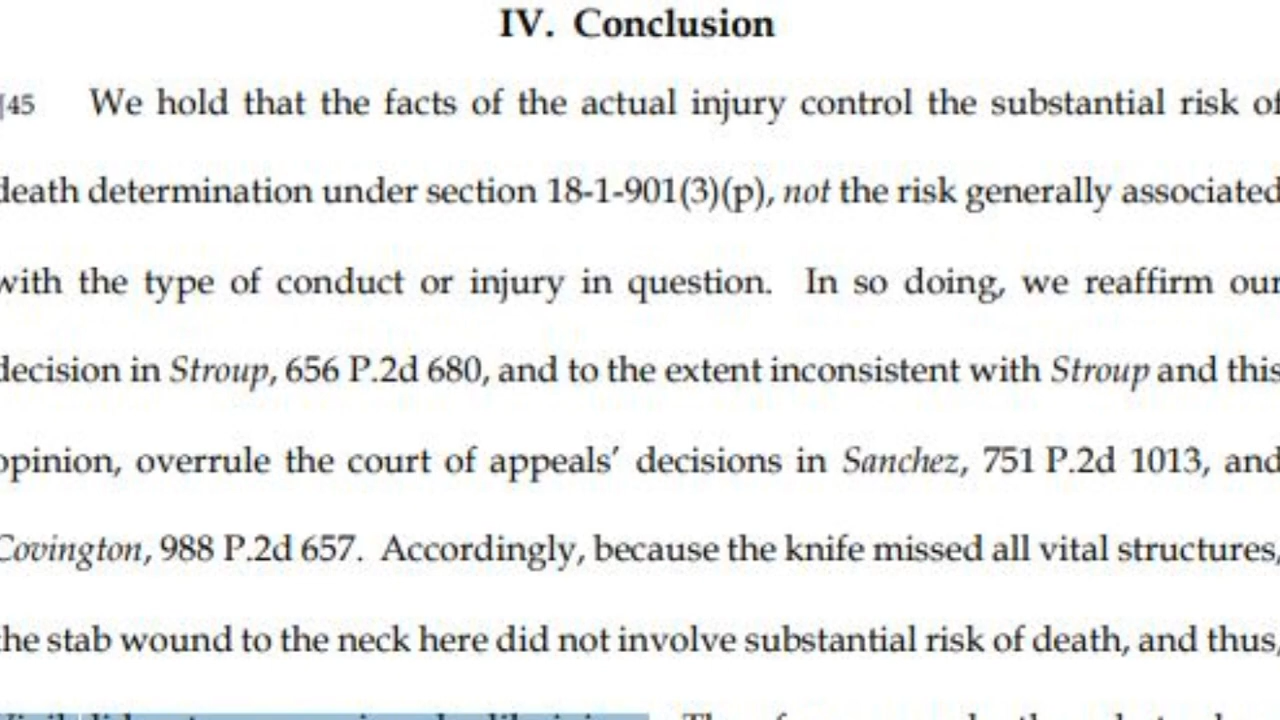 IV. Conclusion
¶45 We hold that the facts of the actual injury control the substantial risk of
death determination under section 18-1-901(3)(p), not the risk generally associated
with the type of conduct or injury in question. In so doing, we reaffirm our
decision in Stroup, 656 P.2d 680, and to the extent inconsistent with Stroup and this
opinion, overrule the court of appeals’ decisions in Sanchez, 751 P.2d 1013, and
Covington, 988 P.2d 657. Accordingly, because the knife missed all vital structures,
the stab wound to the neck here did not involve substantial risk of death, and thus,